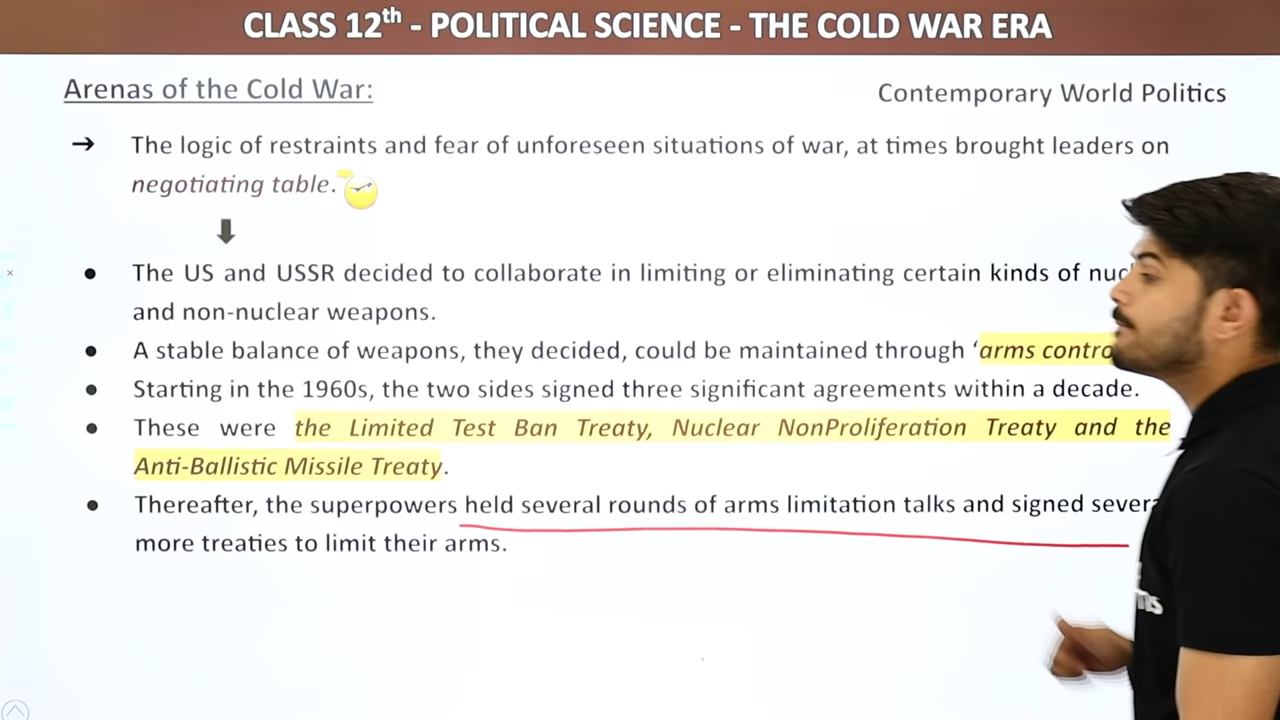 CLASS 12th - POLITICAL SCIENCE - THE COLD WAR ERA
Arenas of the Cold War:
Contemporary World Politics
➔ The logic of restraints and fear of unforeseen situations of war, at times brought leaders on
negotiating table.
● The US and USSR decided to collaborate in limiting or eliminating certain kinds of
and non-nuclear weapons.
● A stable balance of weapons, they decided, could be maintained through ‘arms
● Starting in the 1960s, the two sides signed three significant agreements within a decade.
● These were the Limited Test Ban Treaty, Nuclear NonProliferation Treaty and the
Anti-Ballistic Missile Treaty.
● Thereafter, the superpowers held several rounds of arms limitation talks and signed
more treaties to limit their arms.